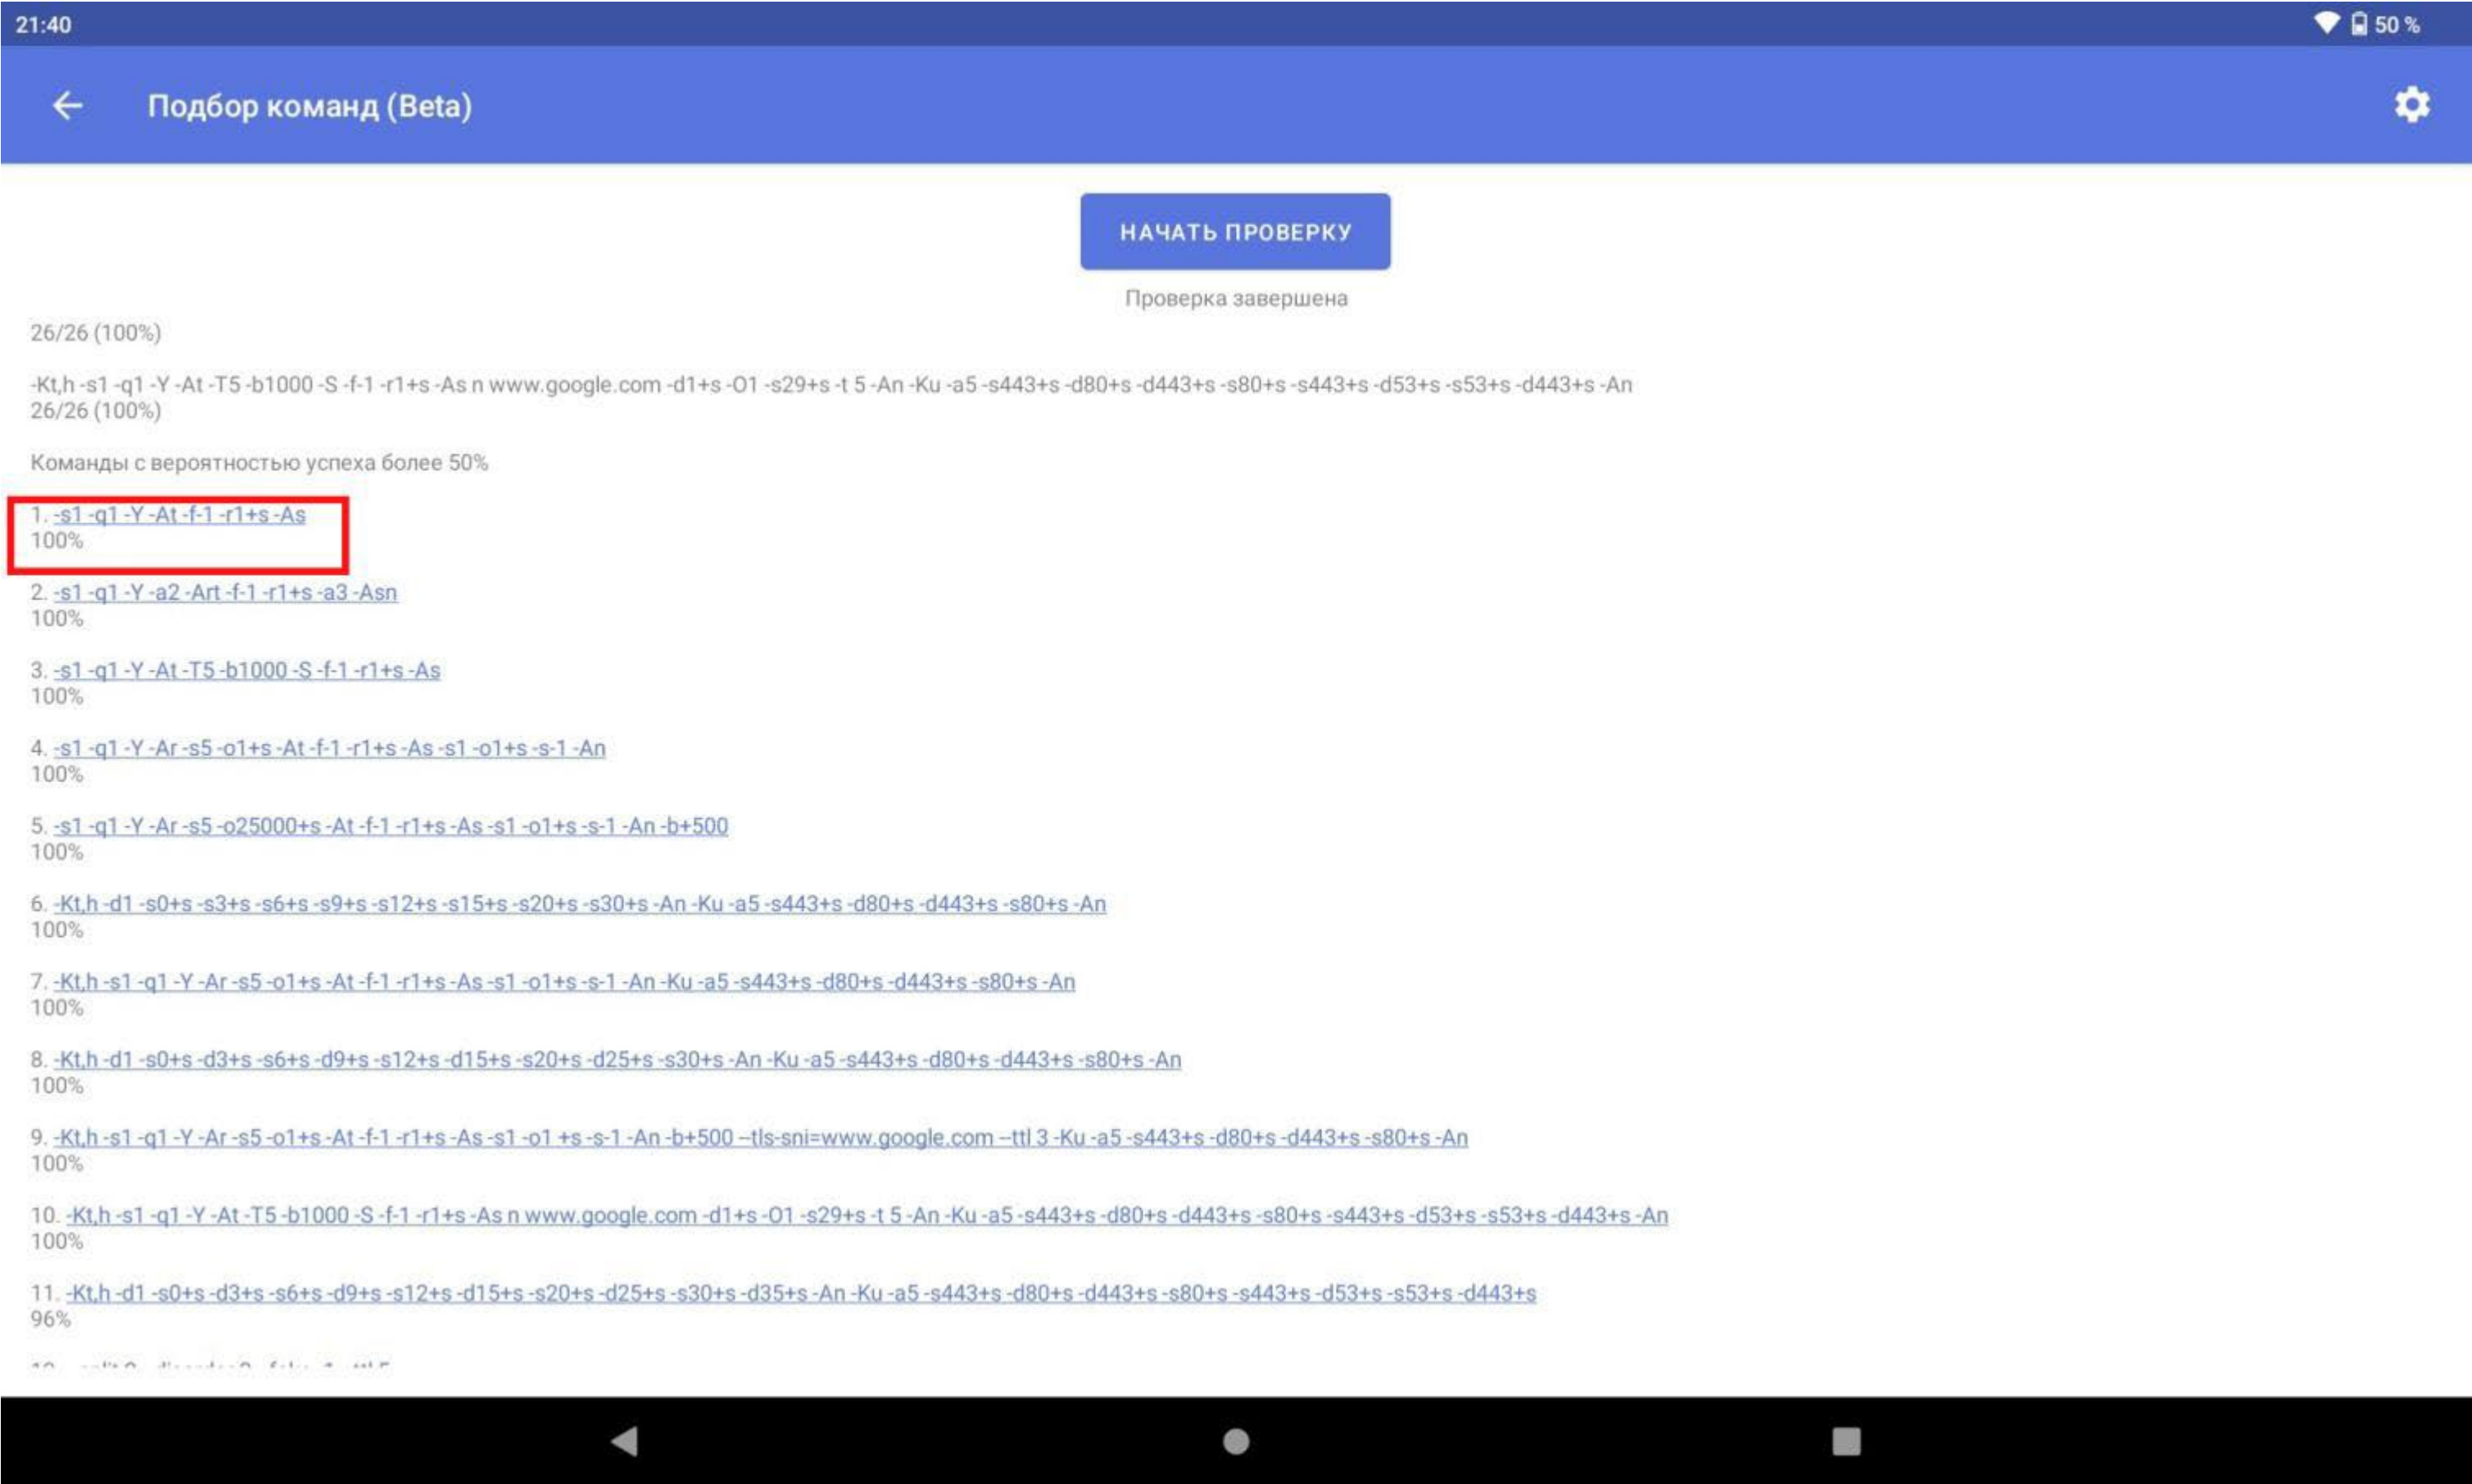 21:40
50 %
Подбор команд (Beta)
НАЧАТЬ ПРОВЕРКУ
Проверка завершена
26/26 (100%)
-Kt,h -s1 -q1 -Y -At -T5 -b1000 -S -f-1 -r1+s -As n www.google.com -d1+s -O1 -s29+s -t 5 -An -Ku -a5 -s443+s -d80+s -d443+s -s80+s -s443+s -d53+s -s53+s -d443+s -An
26/26 (100%)
Команды с вероятностью успеха более 50%
1. -s1 -q1 -Y -At -f-1 -r1+s -As
100%
2. -s1 -q1 -Y -a2 -Art -f-1 -r1+s -a3 -Asn
100%
3. -s1 -q1 -Y -At -T5 -b1000 -S -f-1 -r1+s -As
100%
4. -s1 -q1 -Y -Ar -s5 -o1+s -At -f-1 -r1+s -As -s1 -o1+s -s-1 -An
100%
5. -s1 -q1 -Y -Ar -s5 -o25000+s -At -f-1 -r1+s -As -s1 -o1+s -s-1 -An -b+500
100%
6. -Kt,h -d1 -s0+s -s3+s -s6+s -s9+s -s12+s -s15+s -s20+s -s30+s -An -Ku -a5 -s443+s -d80+s -d443+s -s80+s -An
100%
7. -Kt,h -s1 -q1 -Y -Ar -s5 -o1+s -At -f-1 -r1+s -As -s1 -o1+s -s-1 -An -Ku -a5 -s443+s -d80+s -d443+s -s80+s -An
100%
8. -Kt,h -d1 -s0+s -d3+s -s6+s -d9+s -s12+s -d15+s -s20+s -d25+s -s30+s -An -Ku -a5 -s443+s -d80+s -d443+s -s80+s -An
100%
9. -Kt,h -s1 -q1 -Y -Ar -s5 -o1+s -At -f-1 -r1+s -As -s1 -o1 +s -s-1 -An -b+500 --tls-sni=www.google.com --ttl 3 -Ku -a5 -s443+s -d80+s -d443+s -s80+s -An
100%
10. -Kt,h -s1 -q1 -Y -At -T5 -b1000 -S -f-1 -r1+s -As n www.google.com -d1+s -O1 -s29+s -t 5 -An -Ku -a5 -s443+s -d80+s -d443+s -s80+s -s443+s -d53+s -s53+s -d443+s -An
100%
11. -Kt,h -d1 -s0+s -d3+s -s6+s -d9+s -s12+s -d15+s -s20+s -d25+s -s30+s -d35+s -An -Ku -a5 -s443+s -d80+s -d443+s -s80+s -s443+s -d53+s -s53+s -d443+s
96%